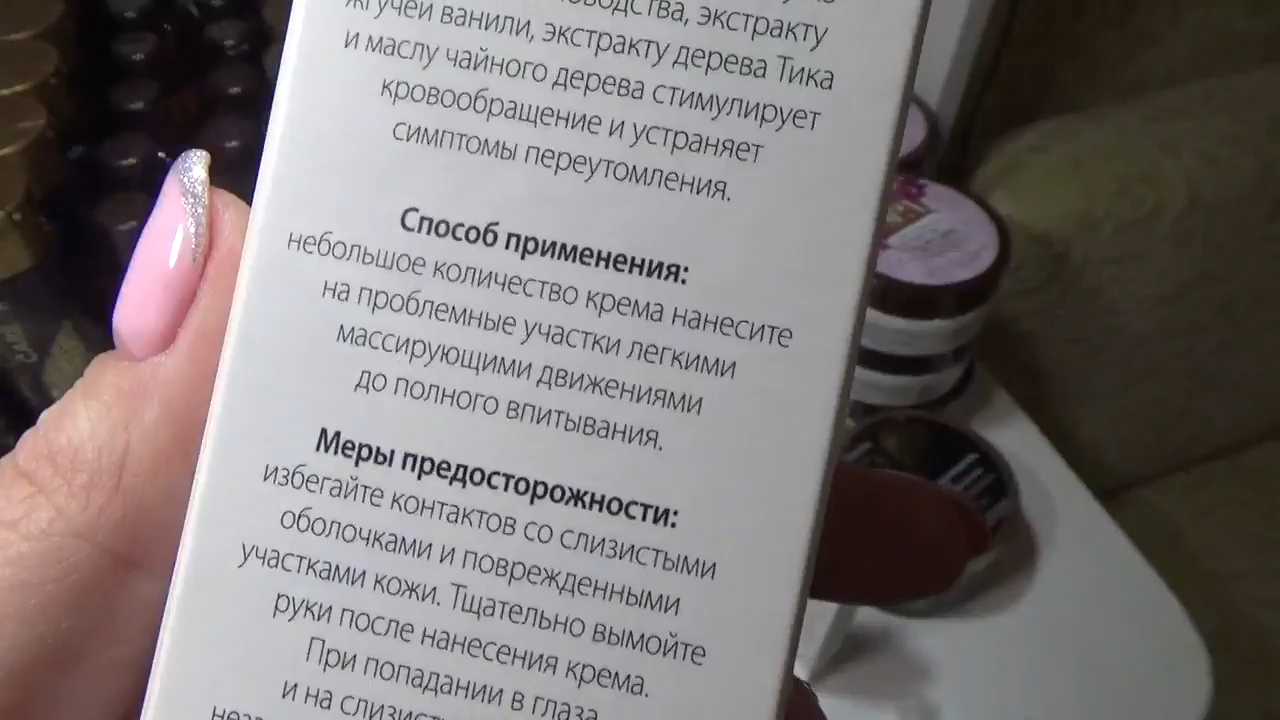 экстракту
жгучей ванили, экстракту дерева Тика
и маслу чайного дерева стимулирует
кровообращение и устраняет
симптомы переутомления.
Способ применения:
небольшое количество крема нанесите
на проблемные участки легкими
массирующими движениями
до полного впитывания.
Меры предосторожности:
избегайте контактов со слизистыми
оболочками и поврежденными
участками кожи. Тщательно вымойте
руки после нанесения крема.
При попадании в глаза
и на